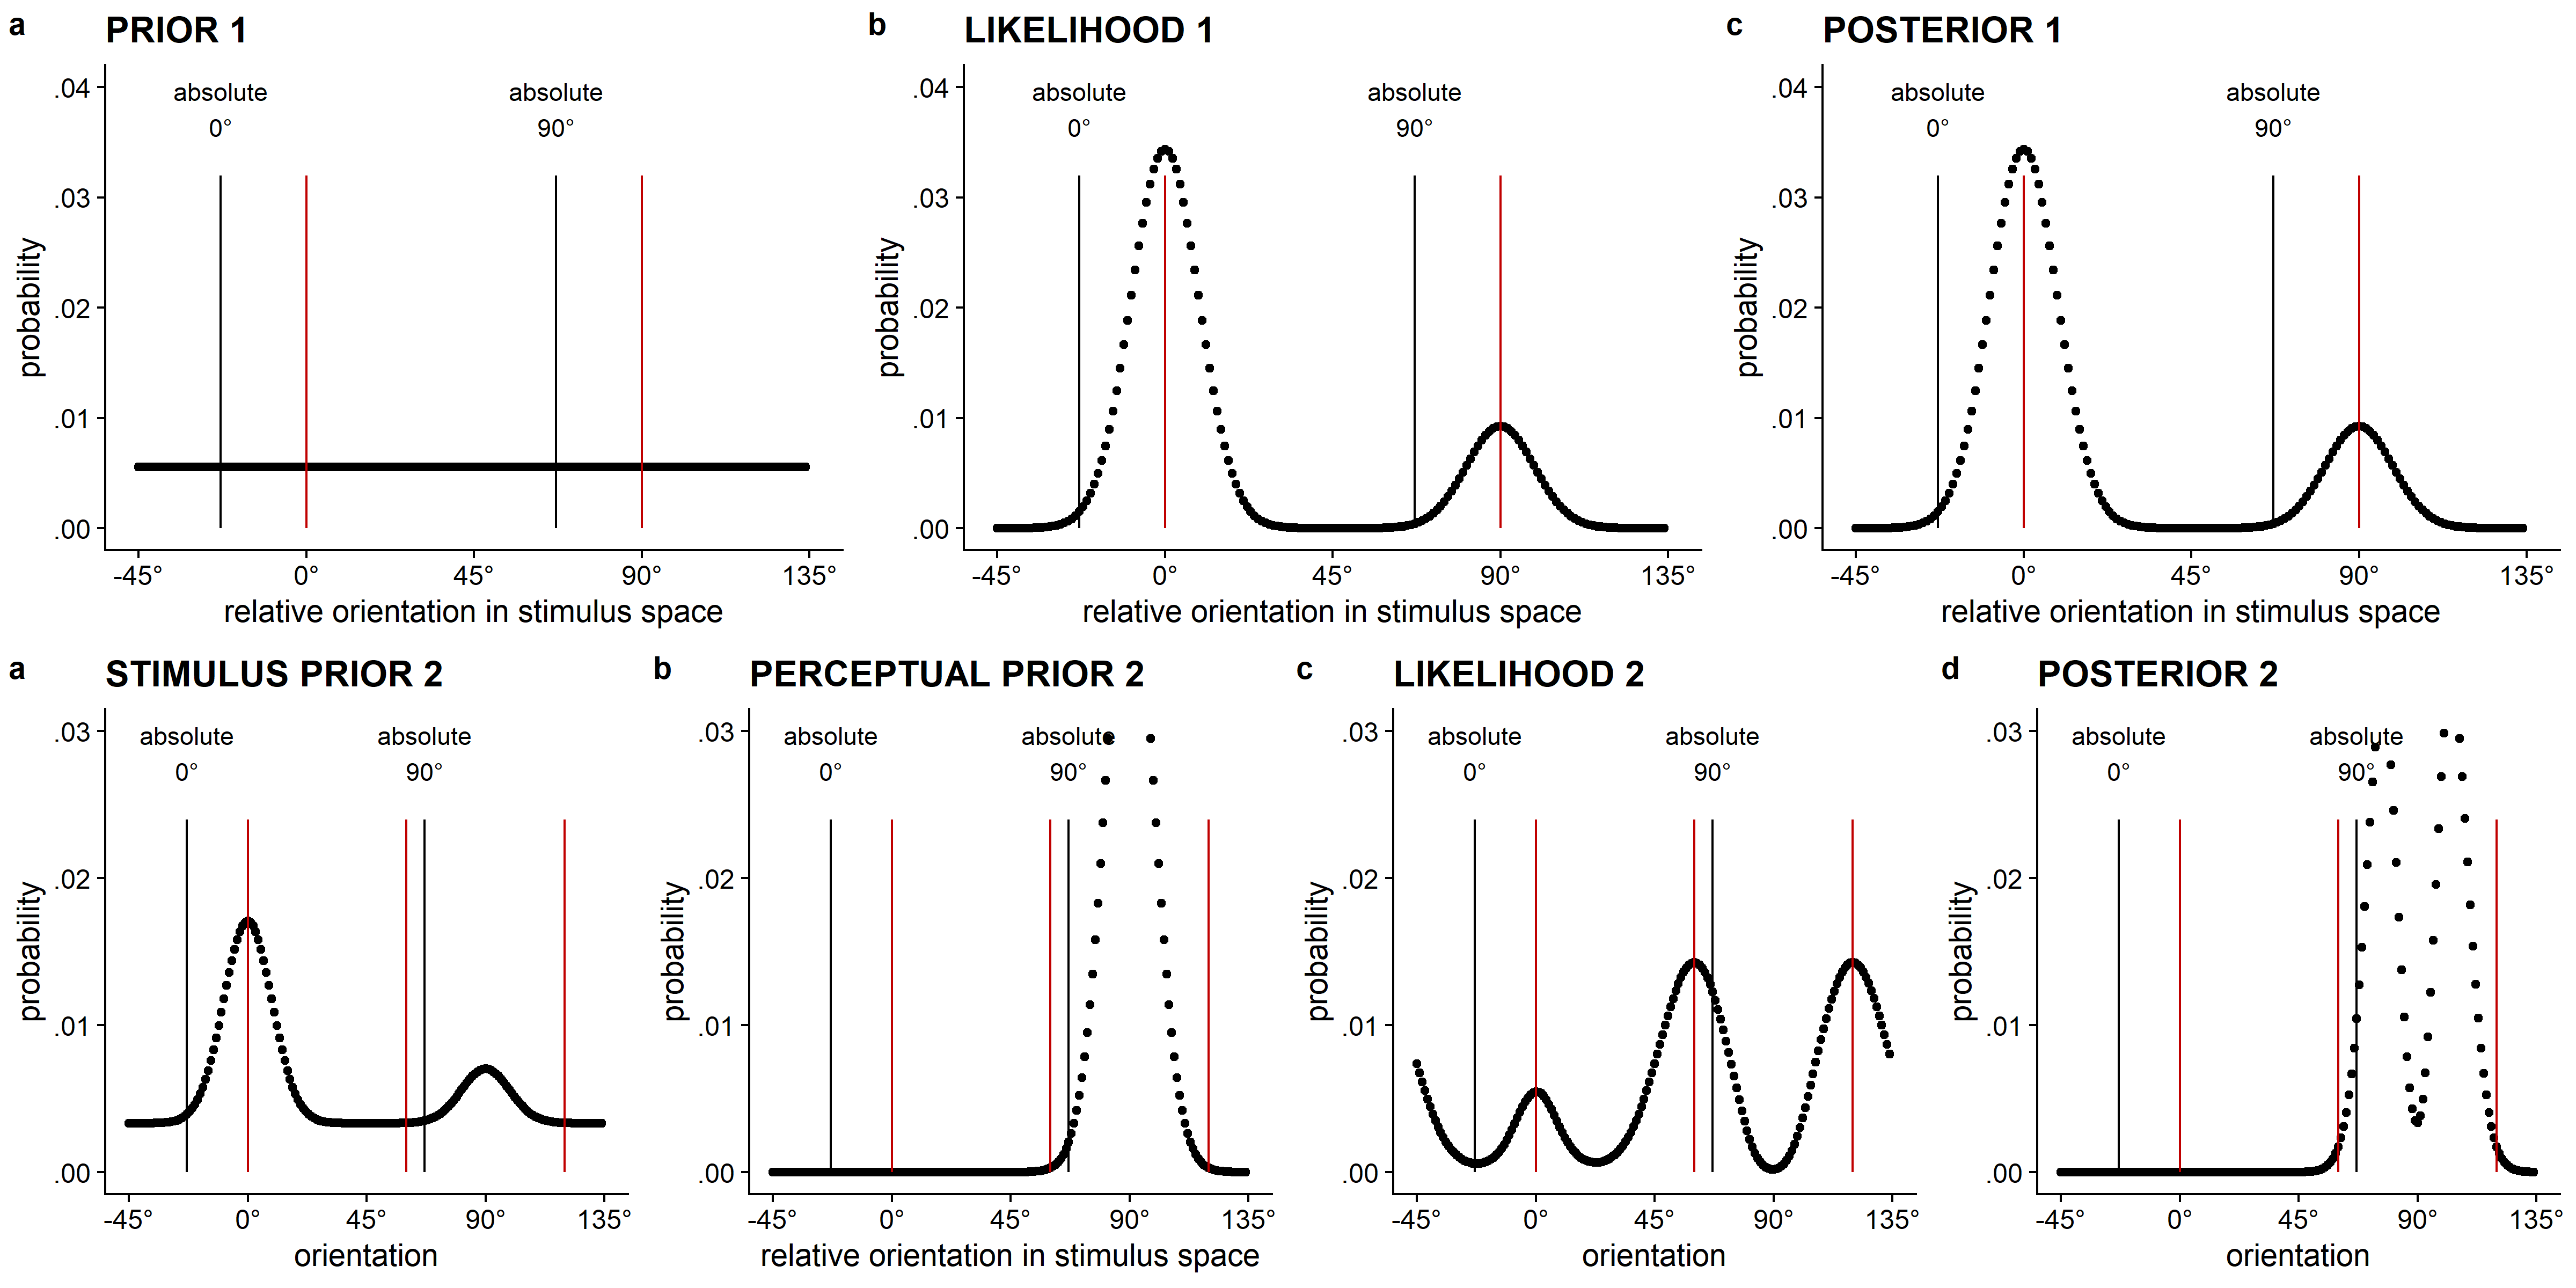 a PRIOR 1
absolute absolute
0° 90°
.04
.03
.02
.01
.00
probability
-45° 0° 45° 90° 135°
relative orientation in stimulus space
b LIKELIHOOD 1
absolute absolute
0° 90°
.04
.03
.02
.01
.00
probability
-45° 0° 45° 90° 135°
relative orientation in stimulus space
c POSTERIOR 1
absolute absolute
0° 90°
.04
.03
.02
.01
.00
probability
-45° 0° 45° 90° 135°
relative orientation in stimulus space
a STIMULUS PRIOR 2
absolute absolute
0° 90°
.03
.02
.01
.00
probability
-45° 0° 45° 90° 135°
orientation
b PERCEPTUAL PRIOR 2
absolute absolute
0° 90°
.03
.02
.01
.00
probability
-45° 0° 45° 90° 135°
relative orientation in stimulus space
c LIKELIHOOD 2
absolute absolute
0° 90°
.03
.02
.01
.00
probability
-45° 0° 45° 90° 135°
orientation
d POSTERIOR 2
absolute absolute
0° 90°
.03
.02
.01
.00
probability
-45° 0° 45° 90° 135°
orientation